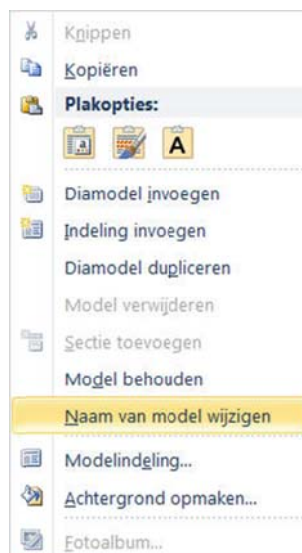 Knippen
Kopiëren
Plakopties:
a
A
Diamodel invoegen
Indeling invoegen
Diamodel dupliceren
Model verwijderen
Sectie toevoegen
Model behouden
Naam van model wijzigen
Modelindeling...
Achtergrond opmaken...
Fotoalbum...